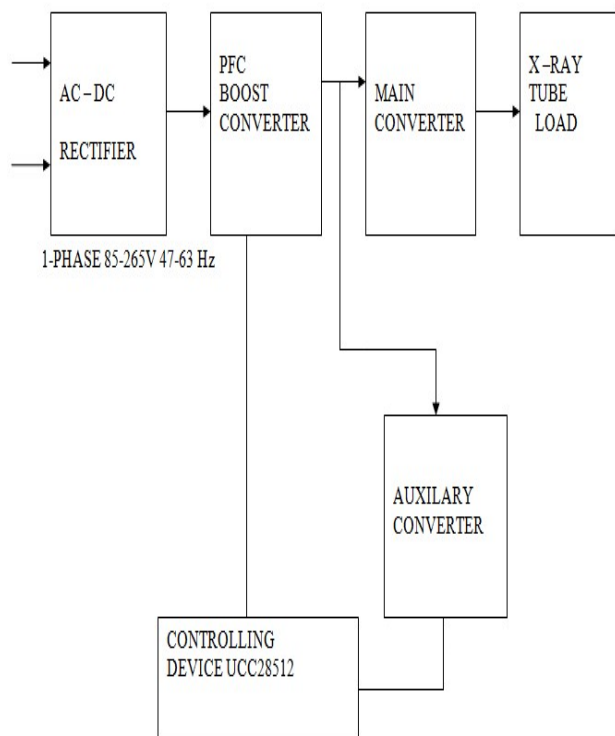 AC – DC
RECTIFIER
PFC
BOOST
CONVERTER
MAIN
CONVERTER
X –RAY
TUBE
LOAD
1-PHASE 85-265V 47-63 Hz
AUXILARY
CONVERTER
CONTROLLING
DEVICE UCC28512